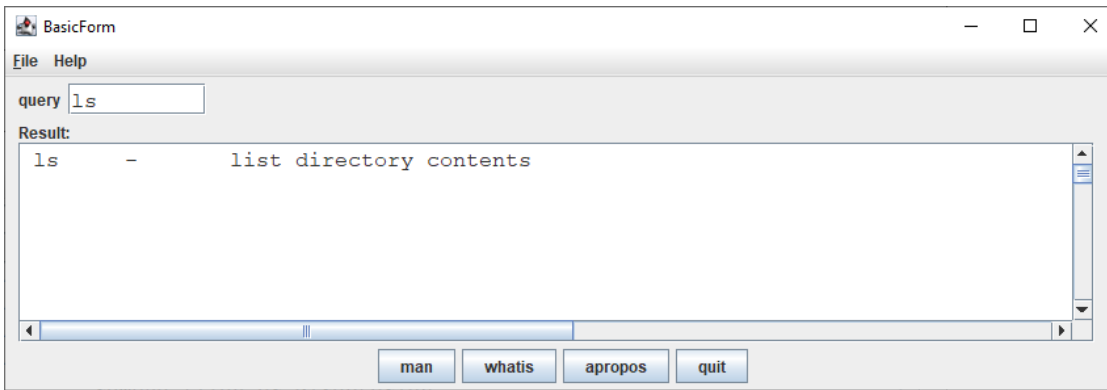 BasicForm
File Help
query ls
Result:
ls - list directory contents
man whatis apropos quit